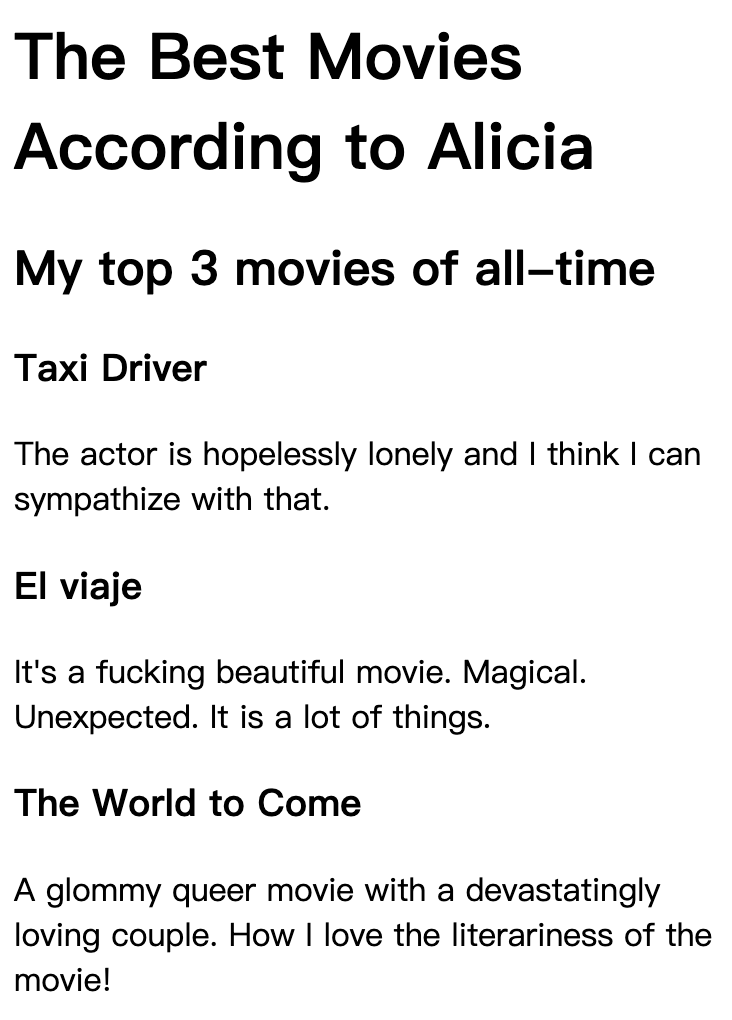 The Best Movies
According to Alicia
My top 3 movies of all-time
Taxi Driver
The actor is hopelessly lonely and I think I can
sympathize with that.
El viaje
It's a fucking beautiful movie. Magical.
Unexpected. It is a lot of things.
The World to Come
A glommy queer movie with a devastatingly
loving couple. How I love the literariness of the
movie!